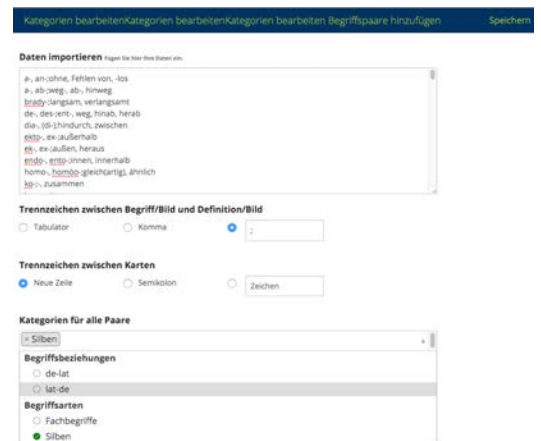 Kategorien bearbeitenKategorien bearbeitenKategorien bearbeiten Begriffspaare hinzufügen Speichern
Daten importieren Fügen Sie hier Ihre Daten ein.
a-, an-;ohne, Fehlen von, -los
a-, ab-;weg-, ab-, hinweg
brady-;langsam, verlangsamt
de-, des-;ent-, weg, hinab, herab
dia-, (di-);hindurch, zwischen
ekto-, ex-;außerhalb
ek-, ex-;außen, heraus
endo-, ento-;innen, innerhalb
homo-, homöo-;gleich(artig), ähnlich
ko-;-, zusammen
Trennzeichen zwischen Begriff/Bild und Definition/Bild
Tabulator Komma ;
Trennzeichen zwischen Karten
Neue Zeile Semikolon Zeichen
Kategorien für alle Paare
× Silben
Begriffsbeziehungen
de-lat
lat-de
Begriffsarten
Fachbegriffe
Silben